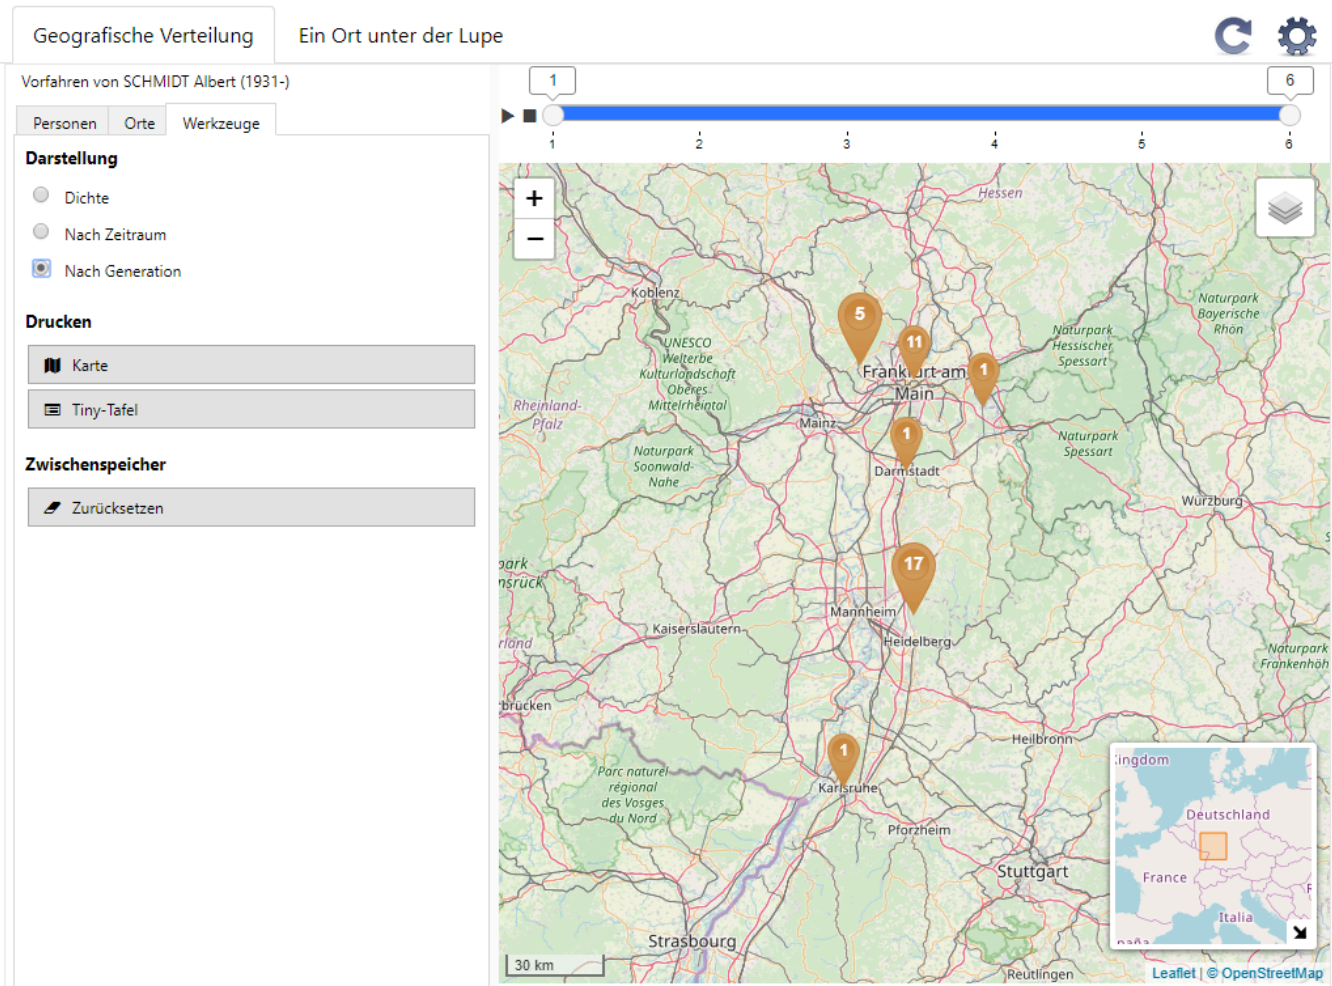 Geografische Verteilung
Ein Ort unter der Lupe
Vorfahren von SCHMIDT Albert (1931-)
Personen
Orte
Werkzeuge
Darstellung
Dichte
Nach Zeitraum
Nach Generation
Drucken
Karte
Tiny-Tafel
Zwischenspeicher
Zurücksetzen
1
6
1
2
3
4
5
6
+
−
Hessen
Koblenz
Naturpark
Bayerische
Rhön
5
11
1
UNESCO
Welterbe
Kulturlandschaft
Oberes
Mittelrheintal
Naturpark
Hessischer
Spessart
Frankfurt am
Main
Rheinland-
Pfalz
Mainz
1
Naturpark
Soonwald-
Nahe
Naturpark
Spessart
Darmstadt
Würzburg
17
park
nsruck
Mannheim
Kaiserslautern
Heidelberg
rland
Naturpark
Frankenhöh
brücken
Heilbronn
1
Parc naturel
régional
des Vosges
du Nord
Karlsruhe
Pforzheim
Stuttgart
Strasbourg
Reutlingen
30 km
Kingdom
Deutschland
France
Italia
Leaflet | © OpenStreetMap